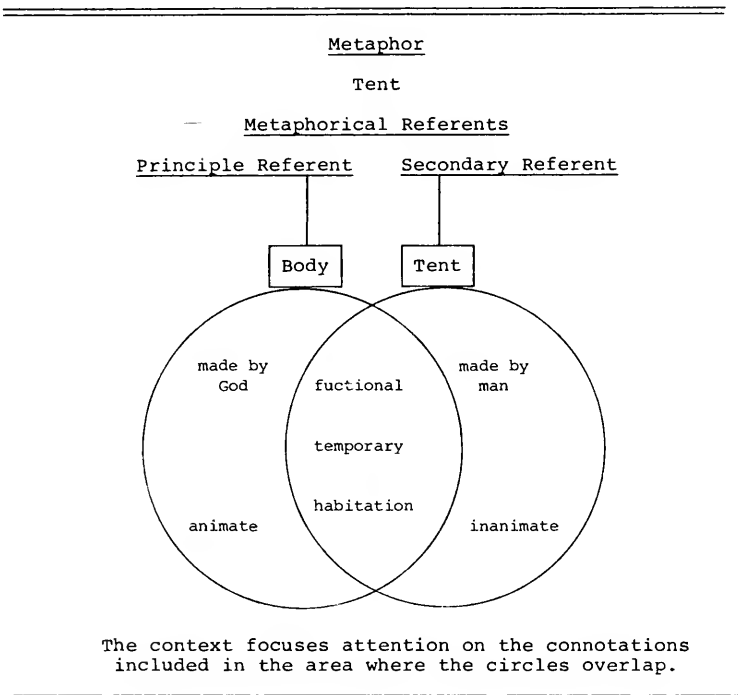 Metaphor
Tent
Metaphorical Referents
Principle Referent Secondary Referent
Body Tent
made by
God
fuctional
made by
man
temporary
habitation
animate
inanimate
The context focuses attention on the connotations
included in the area where the circles overlap.